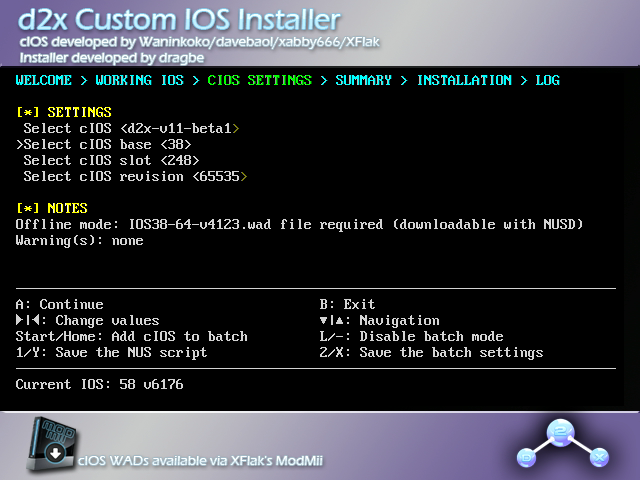 d2x Custom IOS Installer
cIOS developed by Waninkoko/davebaol/xabby666/XFlak
Installer developed by dragbe
WELCOME > WORKING IOS > CIOS SETTINGS > SUMMARY > INSTALLATION > LOG
[*] SETTINGS
Select cIOS <d2x-v11-beta1>
>Select cIOS base <38>
Select cIOS slot <248>
Select cIOS revision <65535>
[*] NOTES
Offline mode: IOS38-64-v4123.wad file required (downloadable with NUSD)
Warning(s): none
A: Continue B: Exit
►|◄: Change values ▼|▲: Navigation
Start/Home: Add cIOS to batch L/-: Disable batch mode
1/Y: Save the NUS script 2/X: Save the batch settings
Current IOS: 58 v6176
cIOS WADs available via XFlak's ModMii
D 2 X